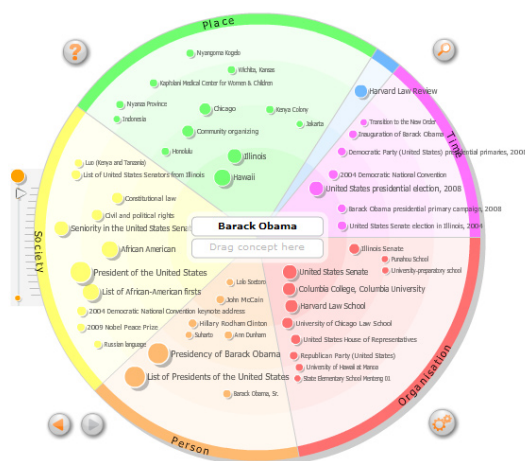 Place
Nyangoma Kogelo
Wichita, Kansas
Kapiolani Medical Center for Women & Children
Harvard Law Review
Nyanza Province
Chicago
Kenya Colony
Indonesia
Jakarta
Community organizing
Honolulu
Illinois
Hawaii
Time
Transition to the New Order
Inauguration of Barack Obama
Democratic Party (United States) presidential primaries, 2008
2004 Democratic National Convention
United States presidential election, 2008
Barack Obama presidential primary campaign, 2008
United States Senate election in Illinois, 2004
Society
Luo (Kenya and Tanzania)
List of United States Senators from Illinois
Constitutional law
Civil and political rights
Seniority in the United States Sena
African American
President of the United States
List of African-American firsts
2004 Democratic National Convention keynote address
2009 Nobel Peace Prize
Russian language
Barack Obama
Drag concept here
Organisation
Illinois Senate
Punahou School
University-preparatory school
United States Senate
Columbia College, Columbia University
Harvard Law School
University of Chicago Law School
United States House of Representatives
Republican Party (United States)
University of Hawaii at Manoa
State Elementary School Menteng 01
Person
Lolo Soetoro
John McCain
Hillary Rodham Clinton
Suharto
Ann Dunham
Presidency of Barack Obama
List of Presidents of the United States
Barack Obama, Sr.